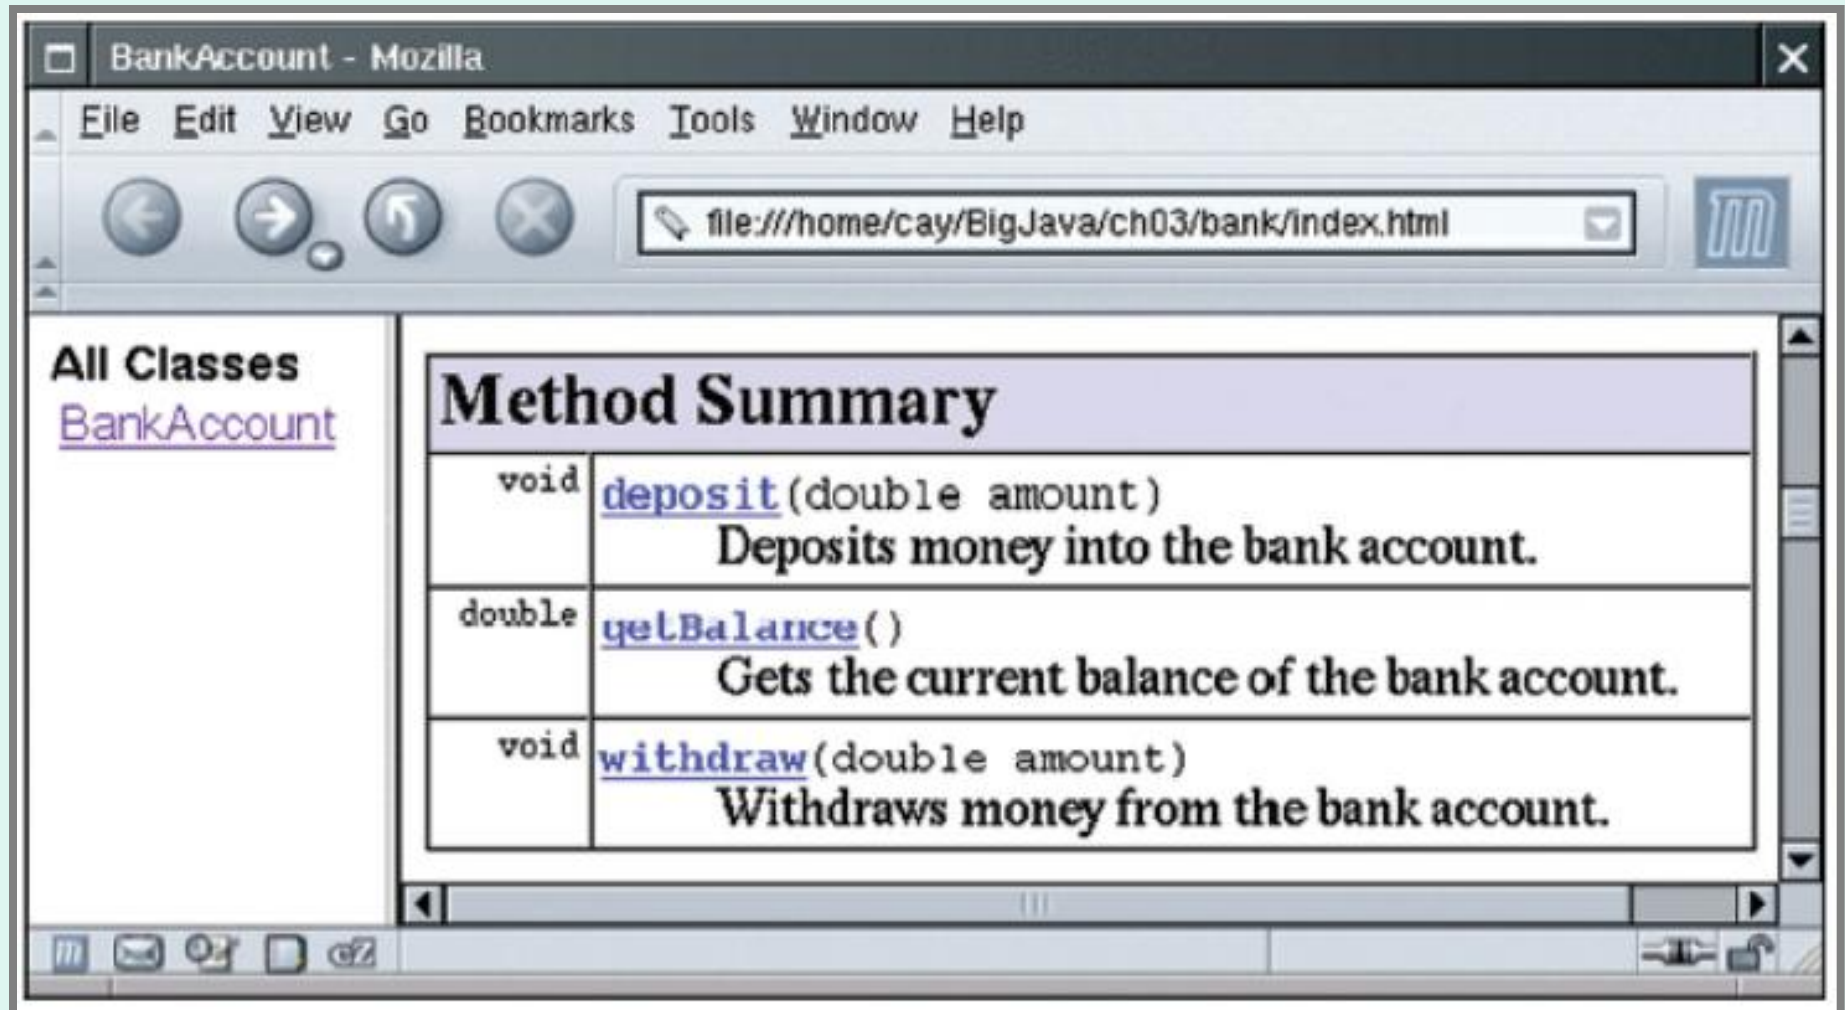 BankAccount - Mozilla
File Edit View Go Bookmarks Tools Window Help
file:///home/cay/BigJava/ch03/bank/index.html
All Classes
BankAccount
Method Summary
void deposit(double amount)
Deposits money into the bank account.
double getBalance()
Gets the current balance of the bank account.
void withdraw(double amount)
Withdraws money from the bank account.